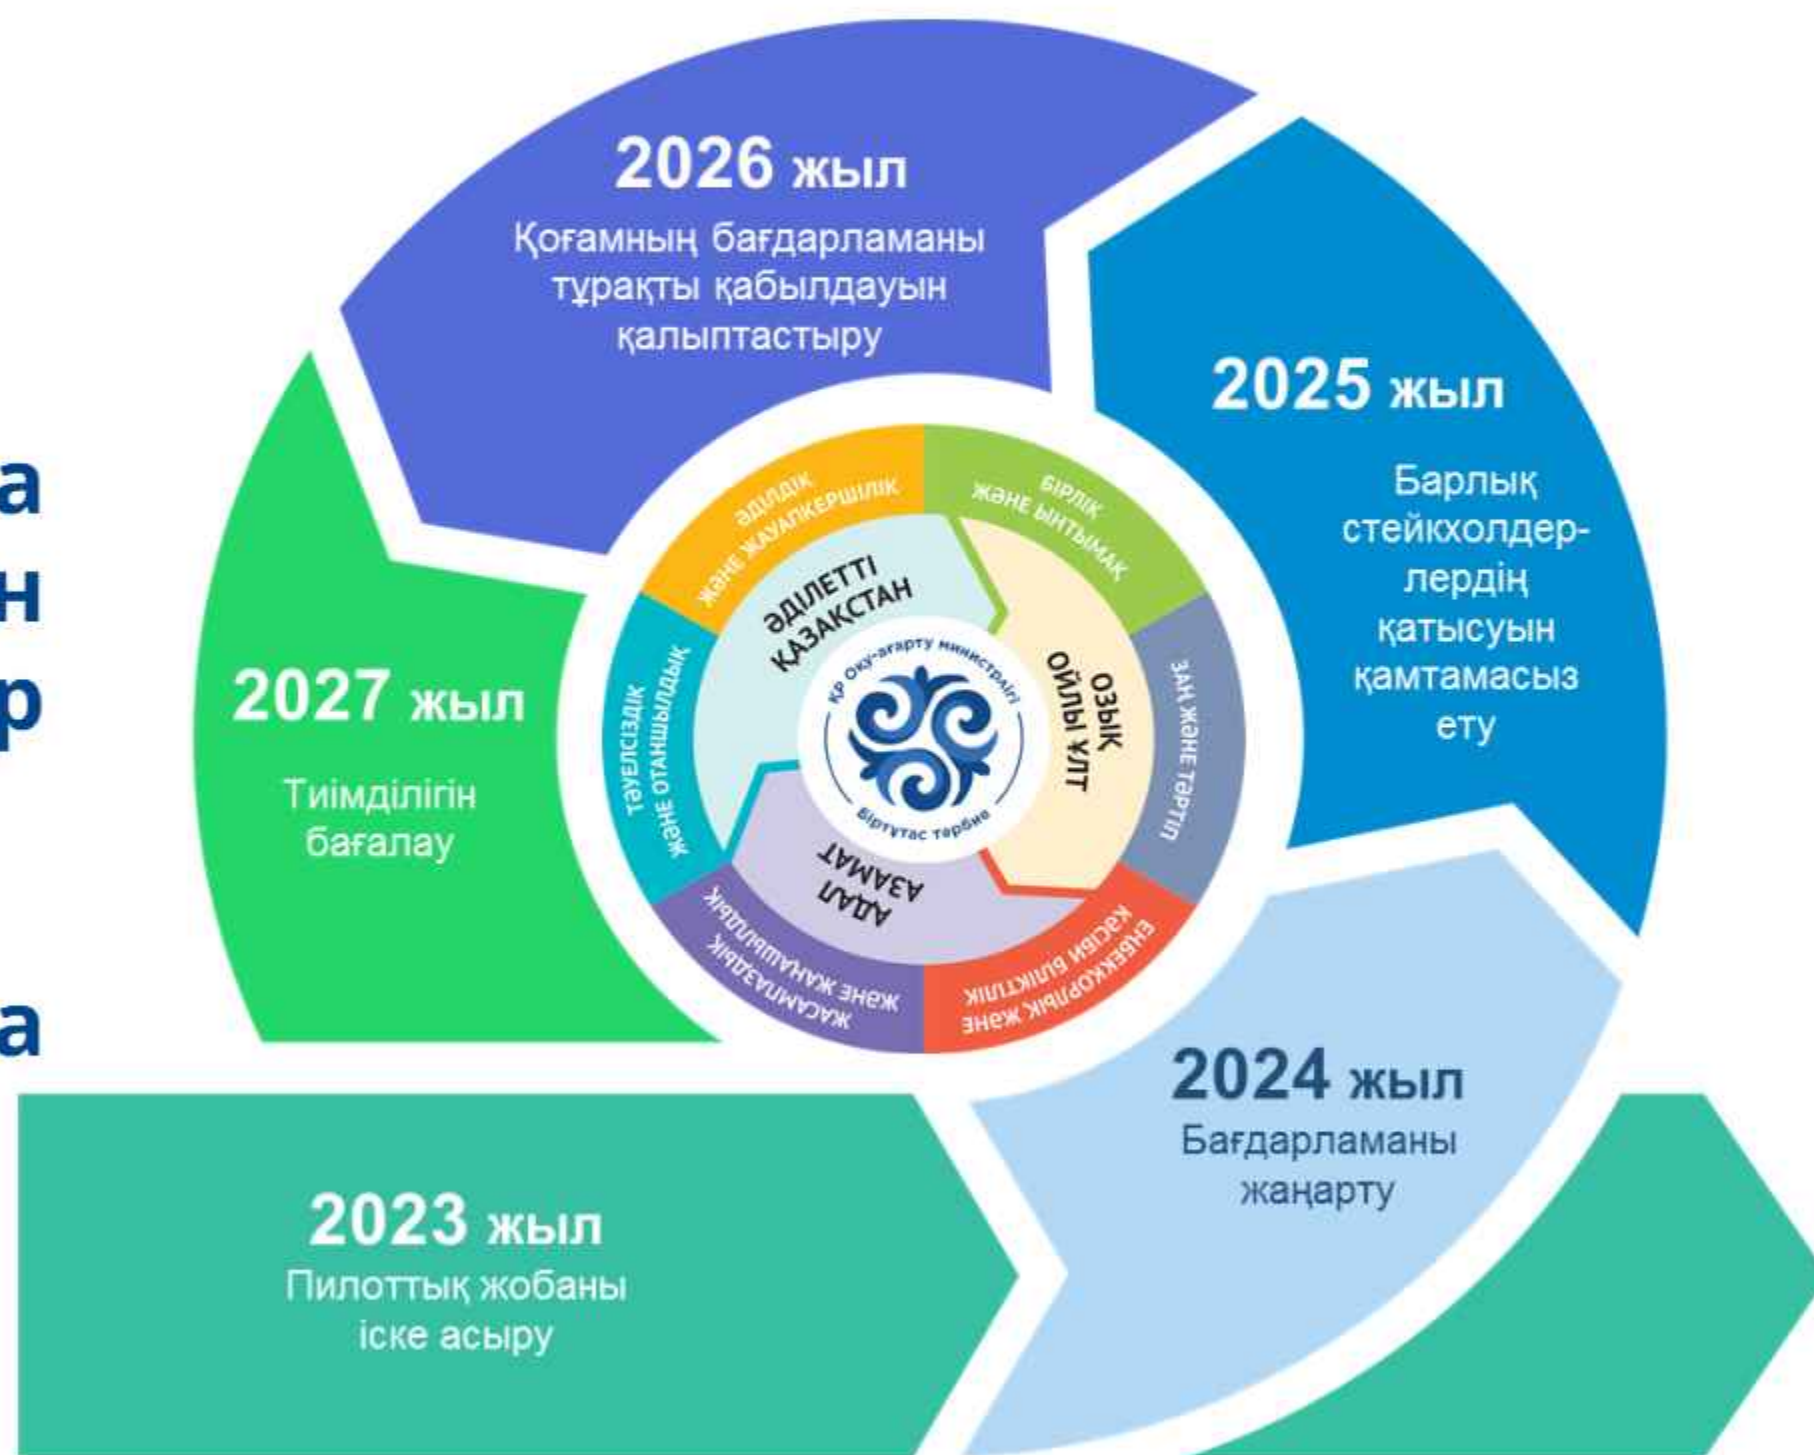 а
н
р
а
2026 жыл
Қоғамның бағдарламаны
тұрақты қабылдауын
қалыптастыру
2025 жыл
Барлық
стейкхолдер-
лердің
қатысуын
қамтамасыз
ету
2027 жыл
Тиімділігін
бағалау
2024 жыл
Бағдарламаны
жаңарту
2023 жыл
Пилоттық жобаны
іске асыру
ӘДІЛДІК
ЖӘНЕ ЖАУАПКЕРШІЛІК
БІРЛІК
ЖӘНЕ ЫНТЫМАҚ
ЗАҢ ЖӘНЕ ТӘРТІП
ЕҢБЕКҚОРЛЫҚ ЖӘНЕ
КӘСІБИ БІЛІКТІЛІК
ЖАСАМПАЗДЫҚ
ЖӘНЕ ЖАҢАШЫЛДЫҚ
ТӘУЕЛСІЗДІК
ЖӘНЕ ОТАНШЫЛДЫҚ
ӘДІЛЕТТІ
ҚАЗАҚСТАН
ОЗЫҚ
ОЙЛЫ ҰЛТ
АДАЛ
АЗАМАТ
ҚР Оқу-ағарту министрлігі
Біртұтас тәрбие